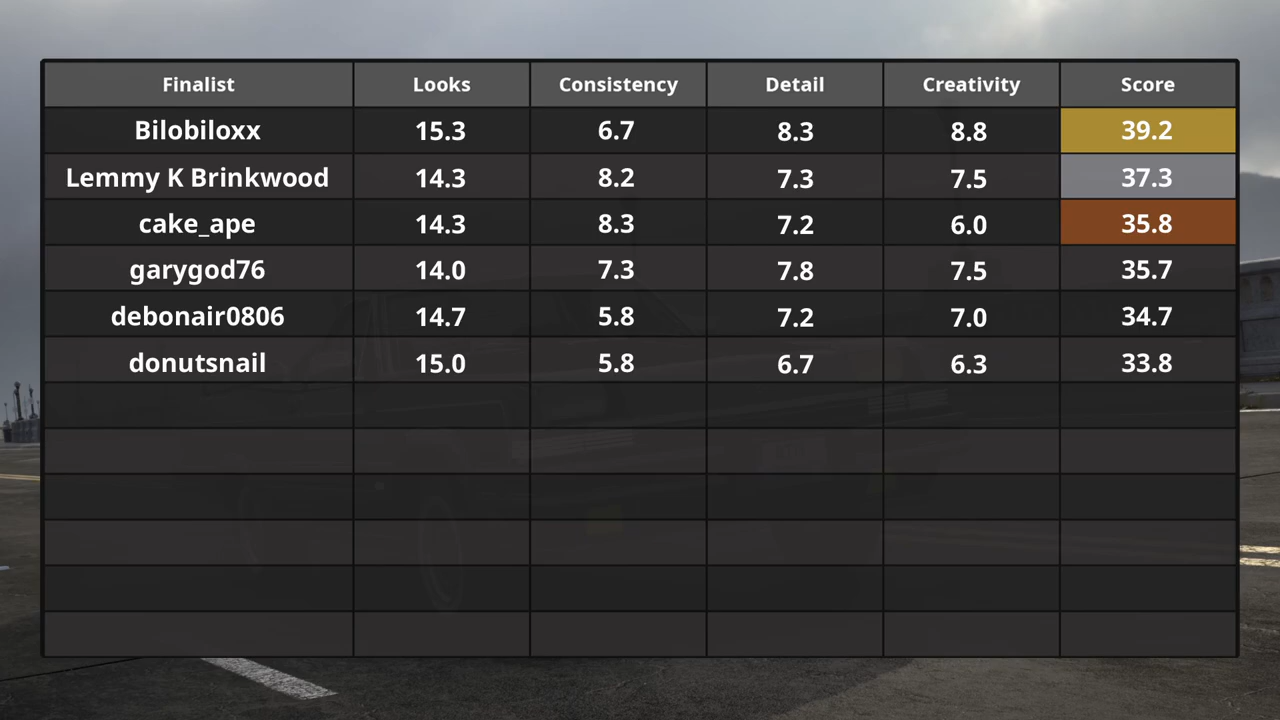 Finalist Looks Consistency Detail Creativity Score
Bilobiloxx 15.3 6.7 8.3 8.8 39.2
Lemmy K Brinkwood 14.3 8.2 7.3 7.5 37.3
cake_ape 14.3 8.3 7.2 6.0 35.8
garygod76 14.0 7.3 7.8 7.5 35.7
debonair0806 14.7 5.8 7.2 7.0 34.7
donutsnail 15.0 5.8 6.7 6.3 33.8